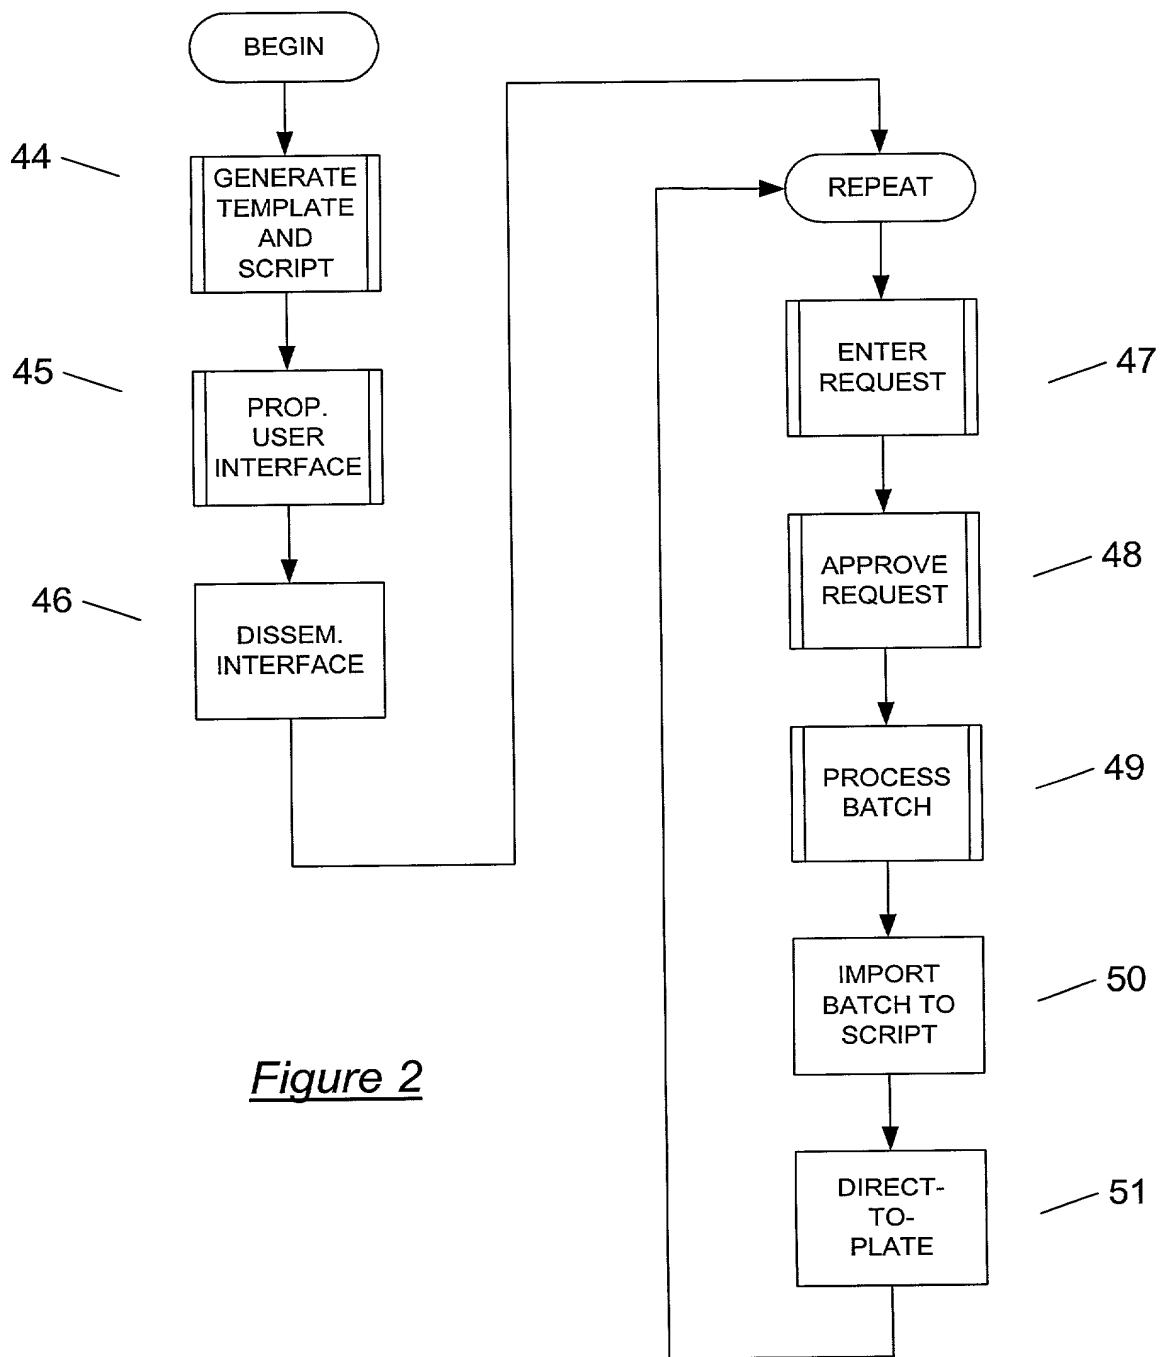 BEGIN
44
GENERATE
TEMPLATE
AND
SCRIPT
45
PROP.
USER
INTERFACE
46
DISSEM.
INTERFACE
REPEAT
47
ENTER
REQUEST
48
APPROVE
REQUEST
49
PROCESS
BATCH
50
IMPORT
BATCH TO
SCRIPT
51
DIRECT-
TO-
PLATE
Figure 2